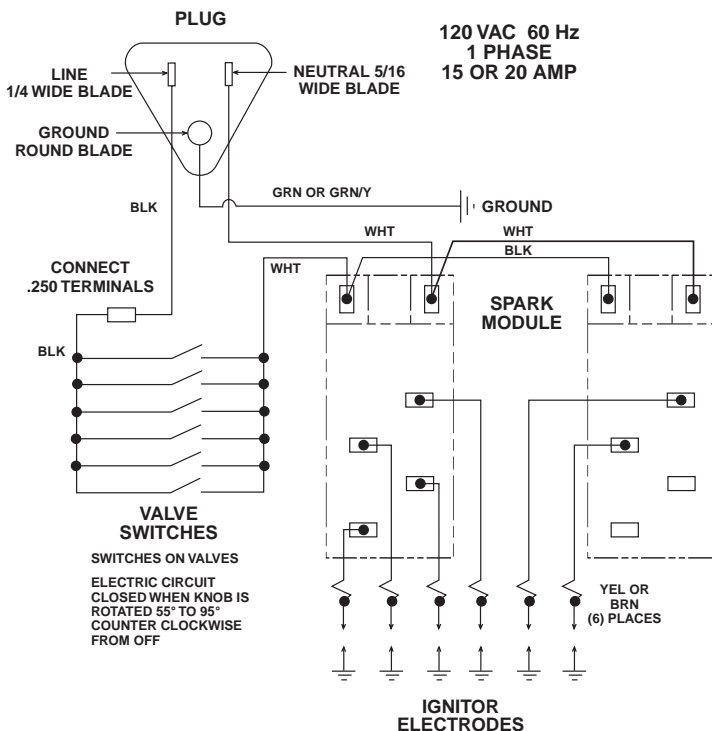 PLUG
120 VAC 60 Hz
1 PHASE
15 OR 20 AMP
LINE
1/4 WIDE BLADE
NEUTRAL 5/16
WIDE BLADE
GROUND
ROUND BLADE
GRN OR GRN/Y
BLK
GROUND
WHT
WHT
BLK
WHT
CONNECT
.250 TERMINALS
SPARK
MODULE
BLK
VALVE
SWITCHES
SWITCHES ON VALVES
ELECTRIC CIRCUIT
CLOSED WHEN KNOB IS
ROTATED 55° TO 95°
COUNTER CLOCKWISE
FROM OFF
YEL OR
BRN
(6) PLACES
IGNITOR
ELECTRODES